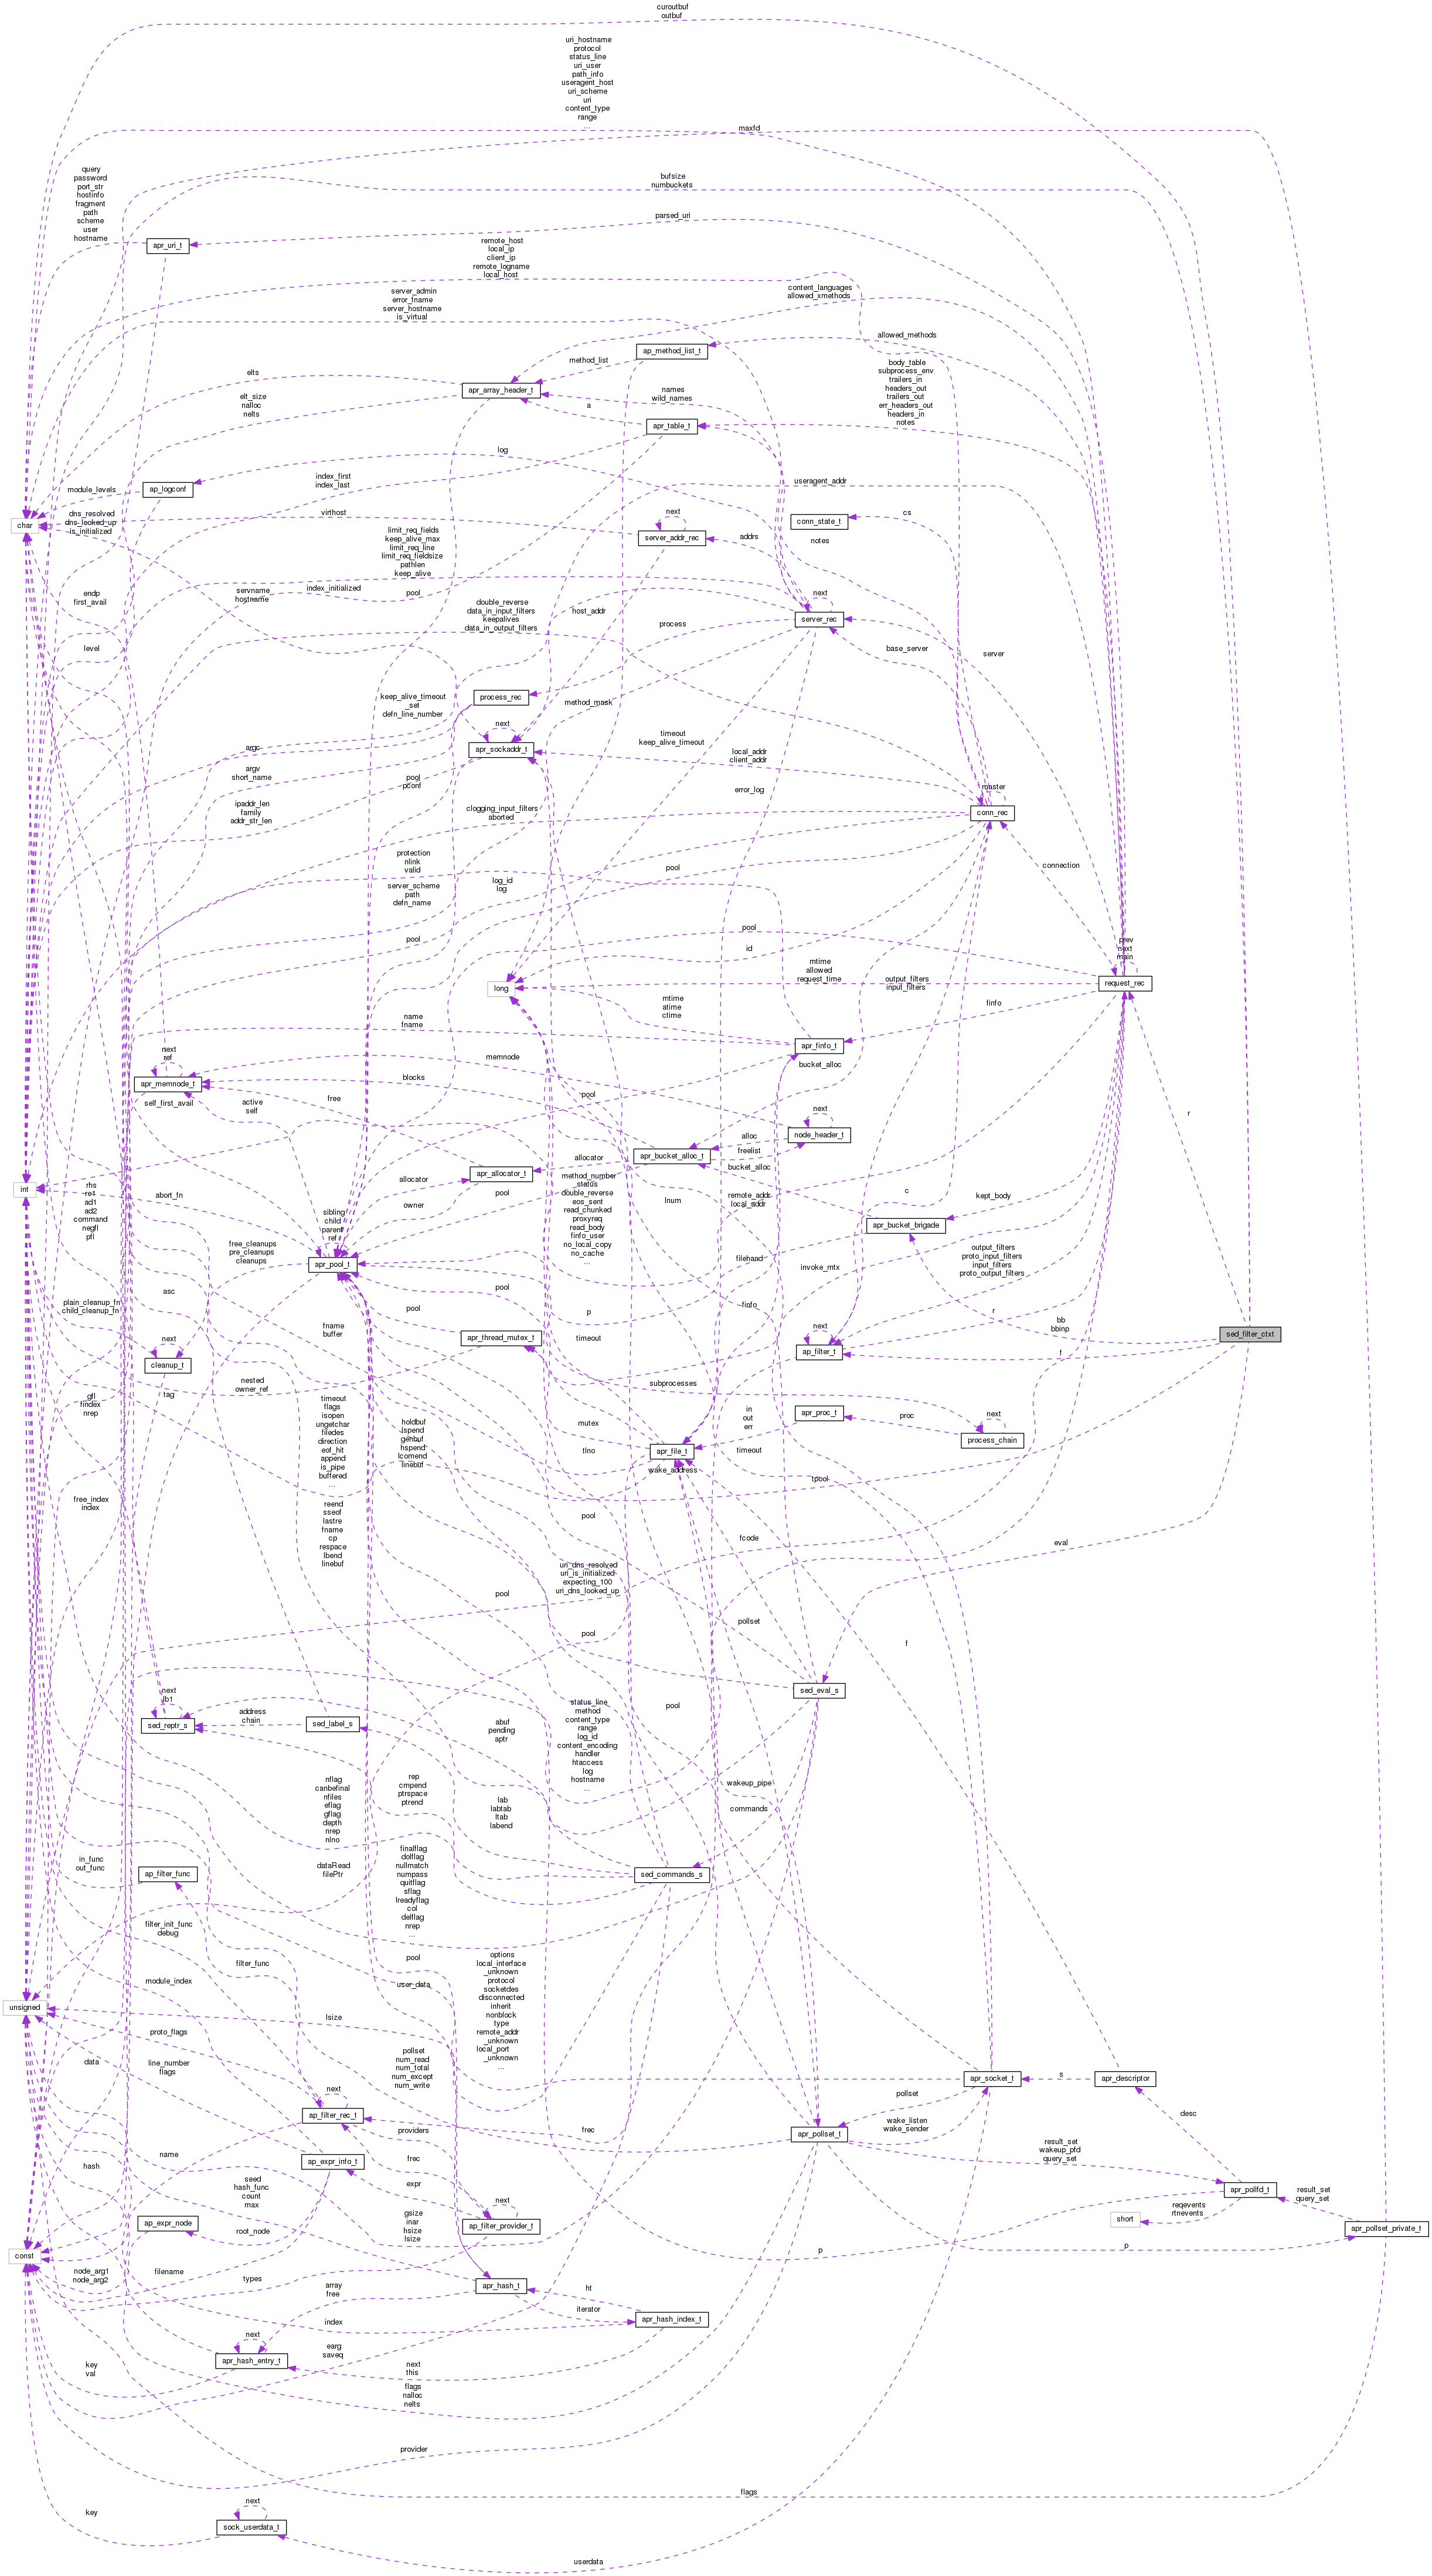 curoutbuf
outbuf
uri_hostname
protocol
status_line
uri_user
path_info
useragent_host
uri_scheme
uri
content_type
range
...
maxfd
query
password
port_str
hostinfo
fragment
path
scheme
user
hostname
bufsize
numbuckets
parsed_uri
apr_uri_t
remote_host
local_ip
client_ip
remote_logname
local_host
content_languages
allowed_xmethods
server_admin
error_fname
server_hostname
is_virtual
allowed_methods
ap_method_list_t
method_list
body_table
subprocess_env
trailers_in
headers_out
trailers_out
err_headers_out
headers_in
notes
elts
apr_array_header_t
names
wild_names
elt_size
nalloc
nelts
a
apr_table_t
log
index_first
index_last
useragent_addr
module_levels
ap_logconf
char
dns_resolved
dns_looked_up
is_initialized
virthost
next
server_addr_rec
addrs
conn_state_t
cs
notes
limit_req_fields
keep_alive_max
limit_req_line
limit_req_fieldsize
pathlen
keep_alive
endp
first_avail
servname
hostname
index_initialized
pool
double_reverse
data_in_input_filters
keepalives
data_in_output_filters
host_addr
next
server_rec
process
base_server
server
level
keep_alive_timeout
_set
defn_line_number
process_rec
method_mask
next
apr_sockaddr_t
timeout
keep_alive_timeout
argc
argv
short_name
pool
pconf
local_addr
client_addr
error_log
master
conn_rec
ipaddr_len
family
addr_str_len
clogging_input_filters
aborted
protection
nlink
valid
connection
server_scheme
path
defn_name
log_id
log
pool
pool
pool
id
prev
next
main
request_rec
mtime
allowed
request_time
output_filters
input_filters
long
mtime
atime
ctime
finfo
name
fname
apr_finfo_t
next
ref
apr_memnode_t
memnode
bucket_alloc
blocks
self_first_avail
active
self
free
pool
next
node_header_t
alloc
freelist
apr_bucket_alloc_t
r
allocator
apr_allocator_t
bucket_alloc
int
rhs
re1
ad1
ad2
command
negfl
pfl
abort_fn
allocator
pool
owner
method_number
status
double_reverse
eos_sent
read_chunked
proxyreq
read_body
finfo_user
no_local_copy
no_cache
...
lnum
remote_addr
local_addr
c
kept_body
apr_bucket_brigade
sibling
child
parent
ref
apr_pool_t
free_cleanups
pre_cleanups
cleanups
filehand
output_filters
proto_input_filters
input_filters
proto_output_filters
invoke_mtx
pool
asc
plain_cleanup_fn
child_cleanup_fn
p
finfo
r
bb
bbinp
sed_filter_ctxt
fname
buffer
pool
apr_thread_mutex_t
timeout
next
cleanup_t
next
ap_filter_t
f
nested
owner_ref
tag
subprocesses
gfl
findex
nrep
timeout
flags
isopen
ungetchar
filedes
direction
eof_hit
append
is_pipe
buffered
...
holdbuf
lspend
genbuf
hspend
lcomend
linebuf
mutex
in
out
err
apr_proc_t
proc
next
process_chain
tlno
apr_file_t
timeout
wake_address
tpool
free_index
index
reend
sseof
lastre
fname
cp
respace
lbend
linebuf
pool
fcode
eval
uri_dns_resolved
uri_is_initialized
expecting_100
uri_dns_looked_up
pool
pollset
pool
f
sed_eval_s
next
lb1
sed_reptr_s
address
chain
sed_label_s
abuf
pending
aptr
status_line
method
content_type
range
log_id
content_encoding
handler
htaccess
log
hostname
...
pool
nflag
canbefinal
nfiles
eflag
gflag
depth
nrep
nlno
rep
cmpend
ptrspace
ptrend
wakeup_pipe
lab
labtab
ltab
labend
commands
in_func
out_func
ap_filter_func
dataRead
filePtr
finalflag
dolflag
nullmatch
numpass
quitflag
sflag
lreadyflag
col
delflag
nrep
...
sed_commands_s
filter_init_func
debug
filter_func
pool
user_data
options
local_interface
_unknown
protocol
socketdes
disconnected
inherit
nonblock
type
remote_addr
_unknown
local_port
_unknown
...
module_index
unsigned
lsize
proto_flags
data
line_number
flags
pollset
num_read
num_total
num_except
num_write
apr_socket_t
s
apr_descriptor
next
ap_filter_rec_t
pollset
desc
providers
frec
apr_pollset_t
wake_listen
wake_sender
name
hash
ap_expr_info_t
frec
expr
result_set
wakeup_pfd
query_set
seed
hash_func
count
max
apr_pollfd_t
result_set
query_set
ap_expr_node
root_node
gsize
inar
hsize
lsize
next
ap_filter_provider_t
reqevents
rtnevents
short
apr_pollset_private_t
const
p
p
node_arg1
node_arg2
filename
types
array
free
apr_hash_t
ht
iterator
index
apr_hash_index_t
next
apr_hash_entry_t
earg
saveq
key
val
next
this
flags
nalloc
nelts
provider
flags
key
next
sock_userdata_t
userdata